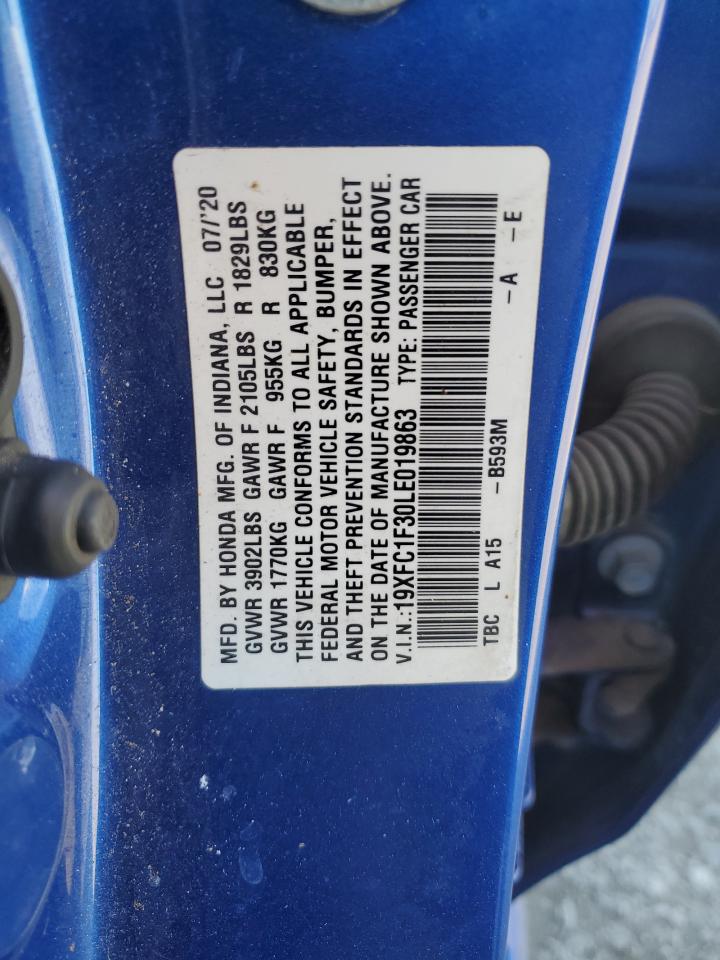 MFD. BY HONDA MFG. OF INDIANA, LLC 07/'20
GVWR 3902LBS GAWR F 2105LBS R 1829LBS
GVWR 1770KG GAWR F 955KG R 830KG
THIS VEHICLE CONFORMS TO ALL APPLICABLE
FEDERAL MOTOR VEHICLE SAFETY, BUMPER,
AND THEFT PREVENTION STANDARDS IN EFFECT
ON THE DATE OF MANUFACTURE SHOWN ABOVE.
V.I.N.:19XFC1F30LE019863 TYPE: PASSENGER CAR
TBC L A15 -B593M -A -E